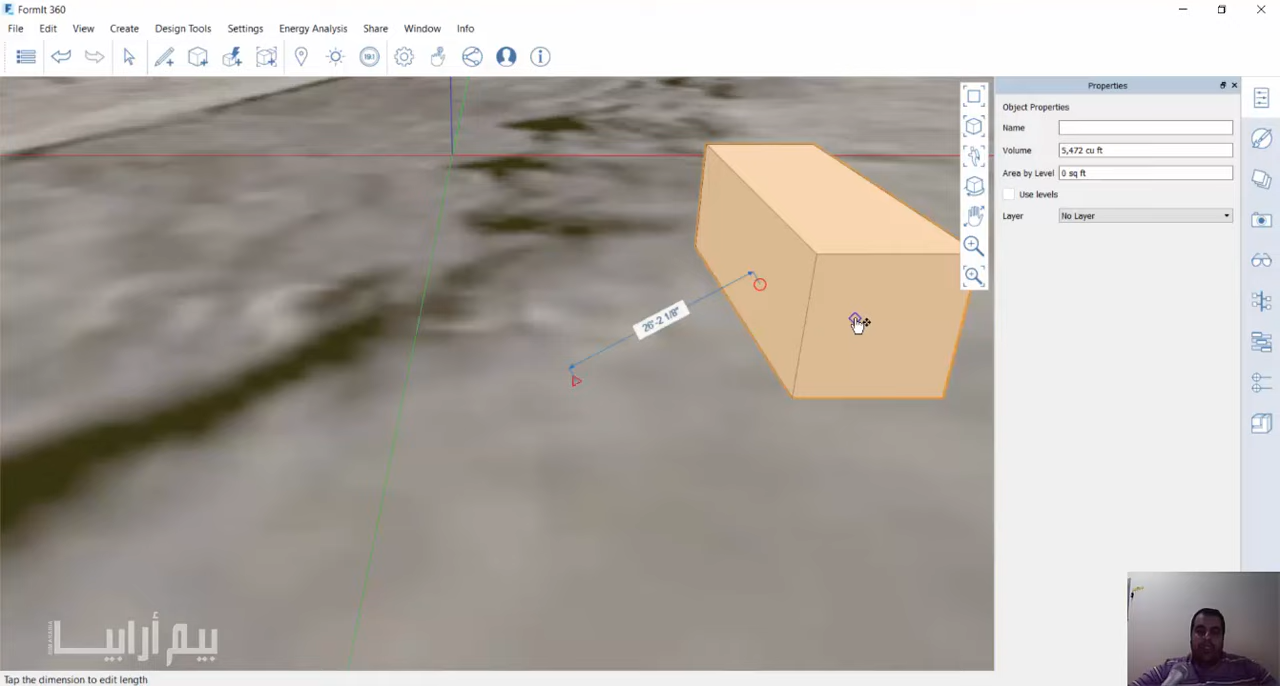 FormIt 360
File Edit View Create Design Tools Settings Energy Analysis Share Window Info
Properties
Object Properties
Name
Volume 5,472 cu ft
Area by Level 0 sq ft
Use levels
Layer No Layer
26'-2 1/8"
بيم أرابيا
Tap the dimension to edit length